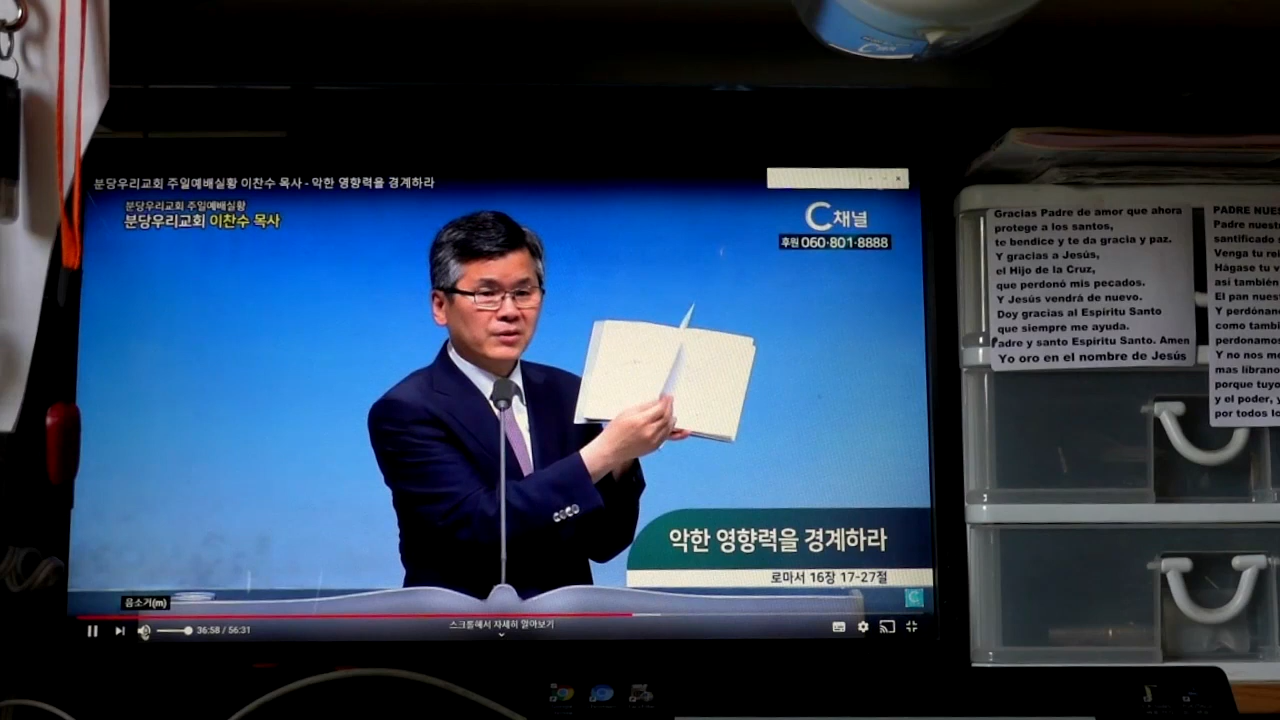 분당우리교회 주일예배실황 이찬수 목사 - 악한 영향력을 경계하라
분당우리교회 주일예배실황
분당우리교회 이찬수 목사
C채널
후원 060·801·8888
악한 영향력을 경계하라
로마서 16장 17-27절
음소거(m)
36:58 / 56:31
스크롤해서 자세히 알아보기
Gracias Padre de amor que ahora
protege a los santos,
te bendice y te da gracia y paz.
Y gracias a Jesús,
el Hijo de la Cruz,
que perdonó mis pecados.
Y Jesús vendrá de nuevo.
Doy gracias al Espíritu Santo
que siempre me ayuda.
Padre y santo Espíritu Santo. Amen
Yo oro en el nombre de Jesús
PADRE NUE
Padre nuest
santificado
Venga tu rei
Hágase tu v
así también
El pan nues
Y perdónan
como tamb
perdonamos
Y no nos m
mas librano
porque tuyo
y el poder, y
por todos lo